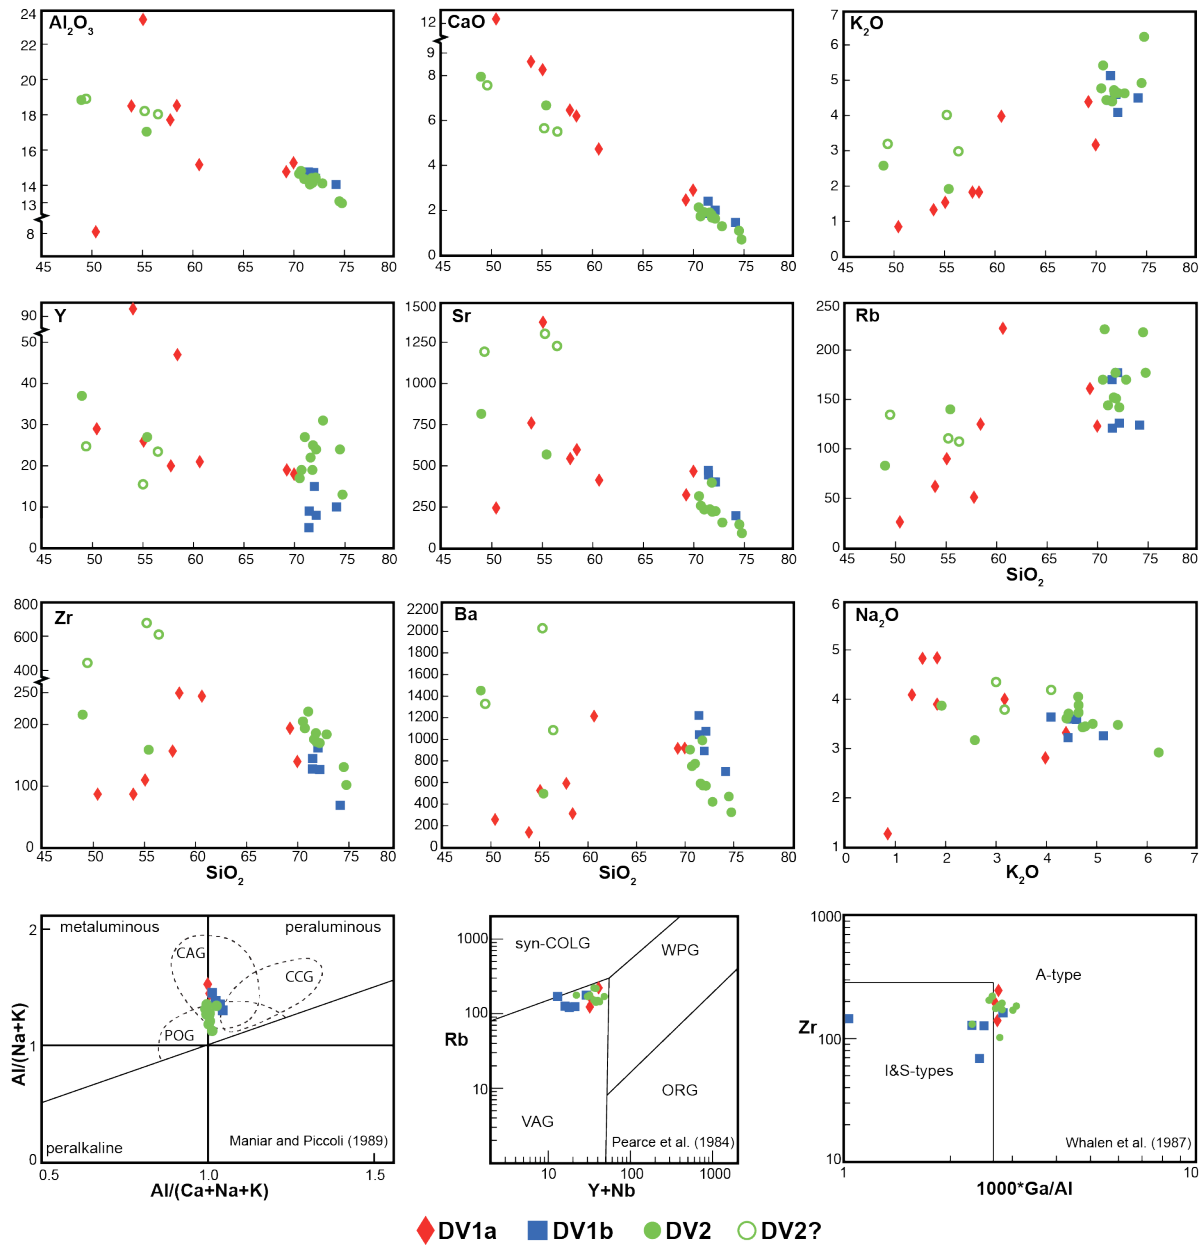 Al2O3
24
22
20
18
16
14
13
8
45 50 55 60 65 70 75 80
CaO
12
9
8
6
4
2
0
45 50 55 60 65 70 75 80
K2O
7
6
5
4
3
2
1
0
45 50 55 60 65 70 75 80
Y
90
50
40
30
20
10
0
45 50 55 60 65 70 75 80
Sr
1500
1250
1000
750
500
250
0
45 50 55 60 65 70 75 80
Rb
250
200
150
100
50
0
45 50 55 60 65 70 75 80
SiO2
Zr
800
600
400
250
200
100
0
45 50 55 60 65 70 75 80
SiO2
Ba
2200
2000
1800
1600
1400
1200
1000
800
600
400
200
0
45 50 55 60 65 70 75 80
SiO2
Na2O
6
5
4
3
2
1
0 1 2 3 4 5 6 7
K2O
metaluminous
peraluminous
CAG
CCG
POG
peralkaline
Maniar and Piccoli (1989)
2
1
0
Al/(Na+K)
0.5 1.0 1.5
Al/(Ca+Na+K)
syn-COLG
WPG
VAG
ORG
Pearce et al. (1984)
1000
100
10
Rb
10 100 1000
Y+Nb
A-type
I&S-types
Whalen et al. (1987)
1000
100
10
Zr
1 10
1000*Ga/Al
DV1a DV1b DV2 DV2?